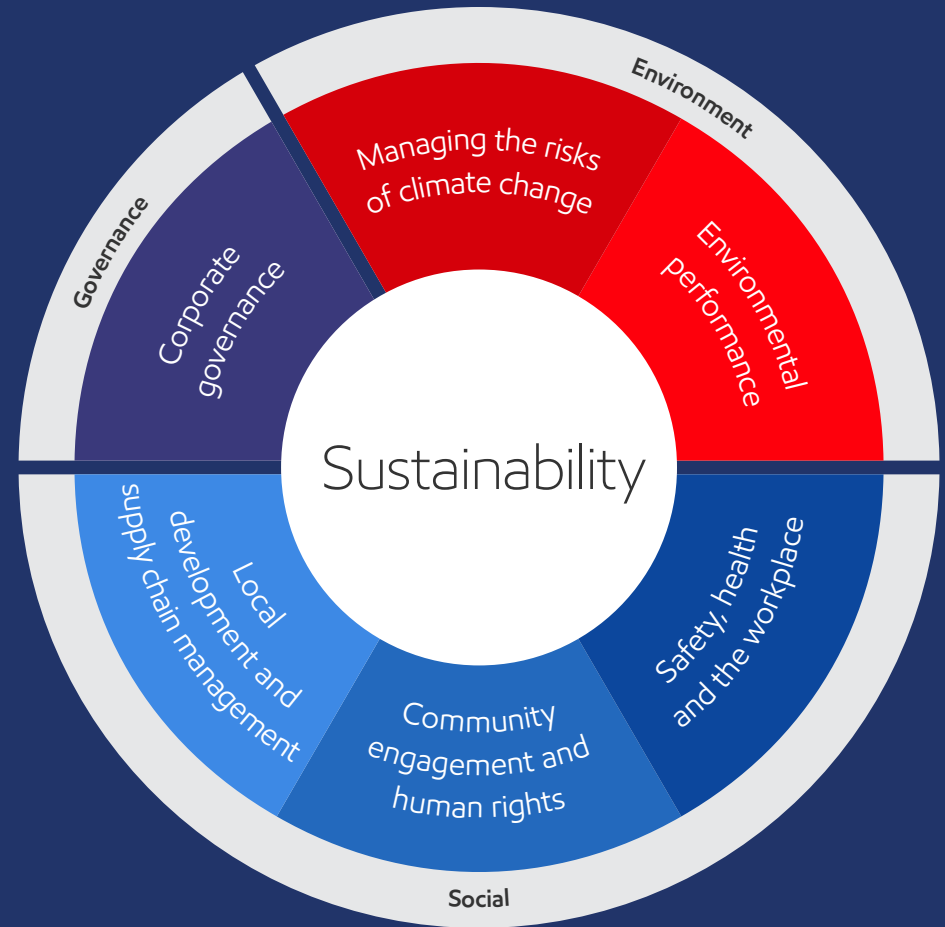 Environment
Managing the risks
of climate change
Environmental
performance
Governance
Corporate
governance
Sustainability
Local
development and
supply chain management
Safety, health
and the workplace
Community
engagement and
human rights
Social